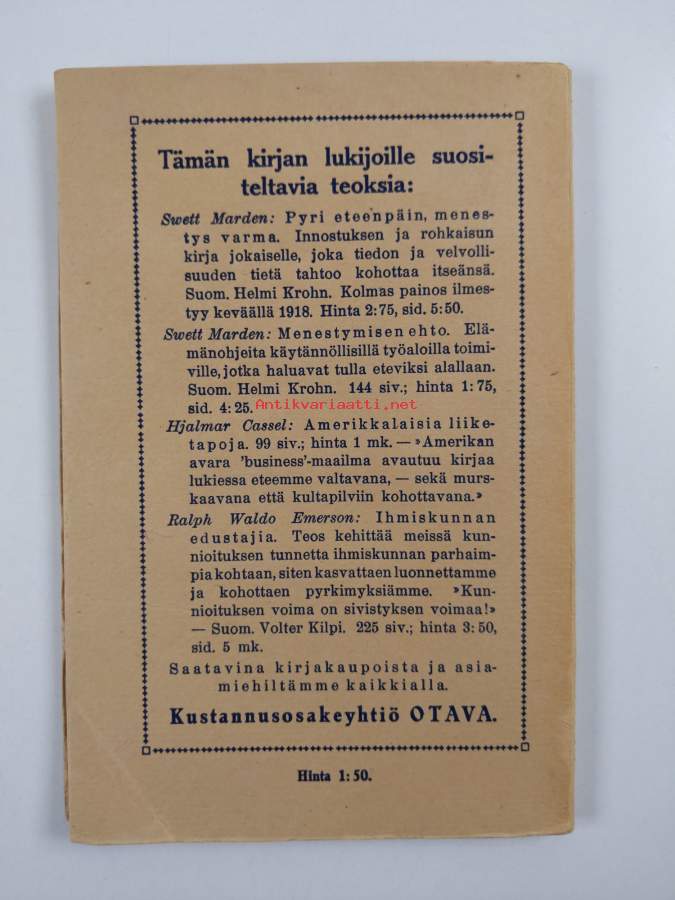 Tämän kirjan lukijoille suosi-
teltavia teoksia:
Swett Marden: Pyri eteenpäin, menes-
tys varma. Innostuksen ja rohkaisun
kirja jokaiselle, joka tiedon ja velvolli-
suuden tietä tahtoo kohottaa itseänsä.
Suom. Helmi Krohn. Kolmas painos ilmes-
tyy keväällä 1918. Hinta 2:75, sid. 5:50.
Swett Marden: Menestymisen ehto. Elä-
mänohjeita käytännöllisillä työaloilla toimi-
ville, jotka haluavat tulla eteviksi alallaan.
Suom. Helmi Krohn. 144 siv.; hinta 1:75,
sid. 4:25.
Antikvariaatti.net
Hjalmar Cassel: Amerikkalaisia liike-
tapoja. 99 siv.; hinta 1 mk. — »Amerikan
avara 'business'-maailma avautuu kirjaa
lukiessa eteemme valtavana, — sekä murs-
kaavana että kultapilviin kohottavana.»
Ralph Waldo Emerson: Ihmiskunnan
edustajia. Teos kehittää meissä kun-
nioituksen tunnetta ihmiskunnan parhaim-
pia kohtaan, siten kasvattaen luonnettamme
ja kohottaen pyrkimyksiämme. »Kun-
nioituksen voima on sivistyksen voimaa!»
— Suom. Volter Kilpi. 225 siv.; hinta 3:50,
sid. 5 mk.
Saatavina kirjakaupoista ja asia-
miehiltämme kaikkialla.
Kustannusosakeyhtiö OTAVA.
Hinta 1:50.